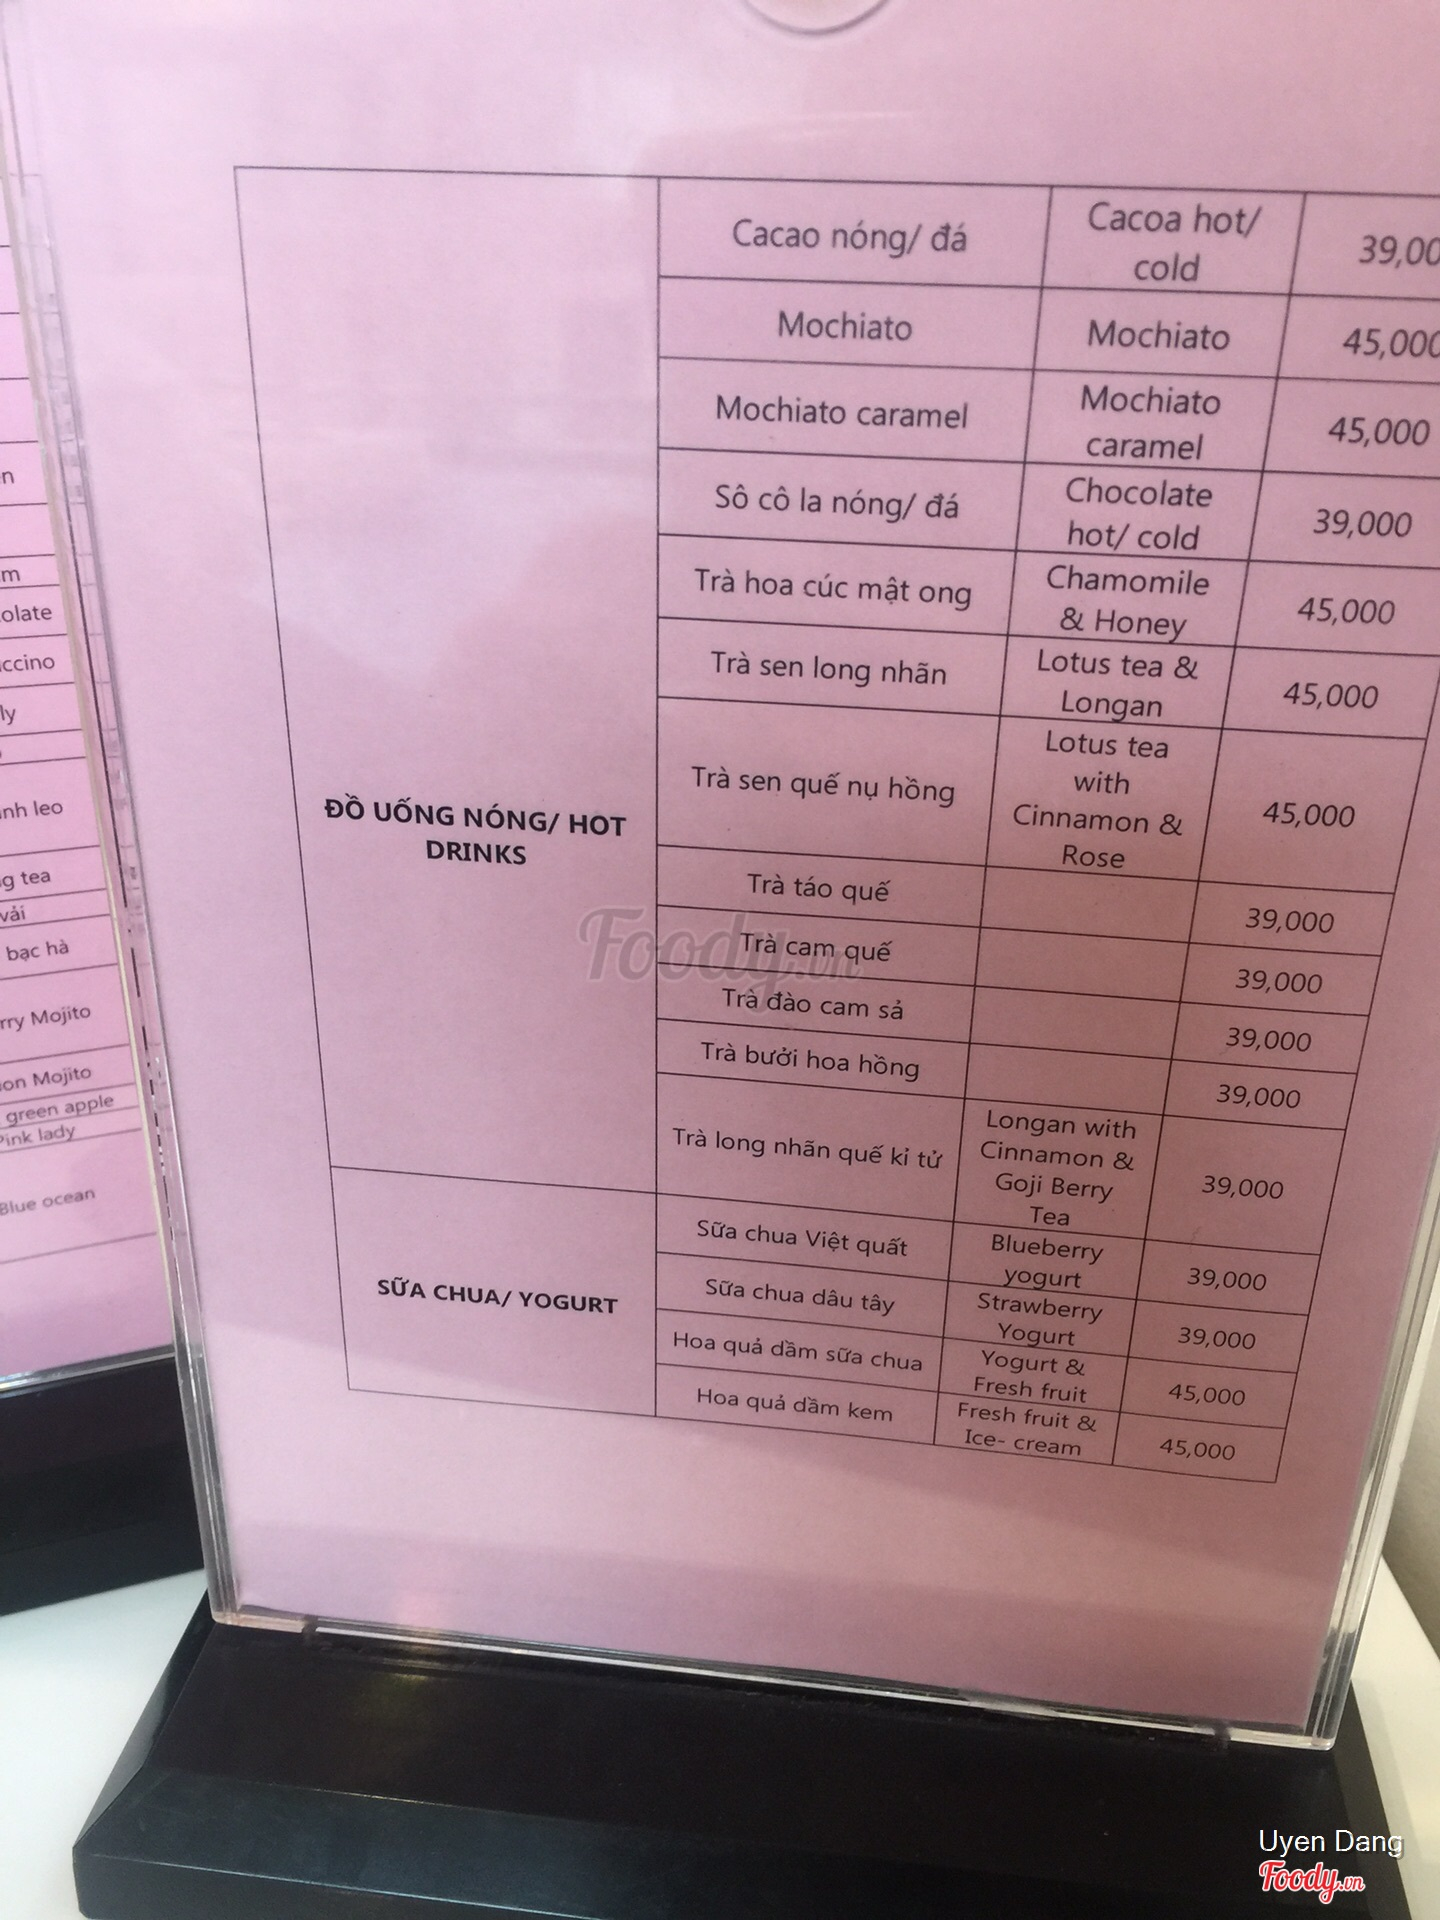 Cacao nóng/ đá
Cacoa hot/
cold
39,00
Mochiato
Mochiato
45,000
Mochiato caramel
Mochiato
caramel
45,000
Sô cô la nóng/ đá
Chocolate
hot/ cold
39,000
Trà hoa cúc mật ong
Chamomile
& Honey
45,000
Trà sen long nhãn
Lotus tea &
Longan
45,000
Trà sen quế nụ hồng
Lotus tea
with
Cinnamon &
Rose
45,000
ĐỒ UỐNG NÓNG/ HOT
DRINKS
Trà táo quế
39,000
Trà cam quế
39,000
Trà đào cam sả
39,000
Trà bưởi hoa hồng
39,000
Trà long nhãn quế kỉ tử
Longan with
Cinnamon &
Goji Berry
Tea
39,000
SỮA CHUA/ YOGURT
Sữa chua Việt quất
Blueberry
yogurt
39,000
Sữa chua dâu tây
Strawberry
Yogurt
39,000
Hoa quả dầm sữa chua
Yogurt &
Fresh fruit
45,000
Hoa quả dầm kem
Fresh fruit &
Ice- cream
45,000
n
m
olate
ccino
ly
nh leo
g tea
vải
bạc hà
rry Mojito
on Mojito
green apple
Pink lady
Blue ocean
Foody.vn
Uyen Dang
Foody.vn